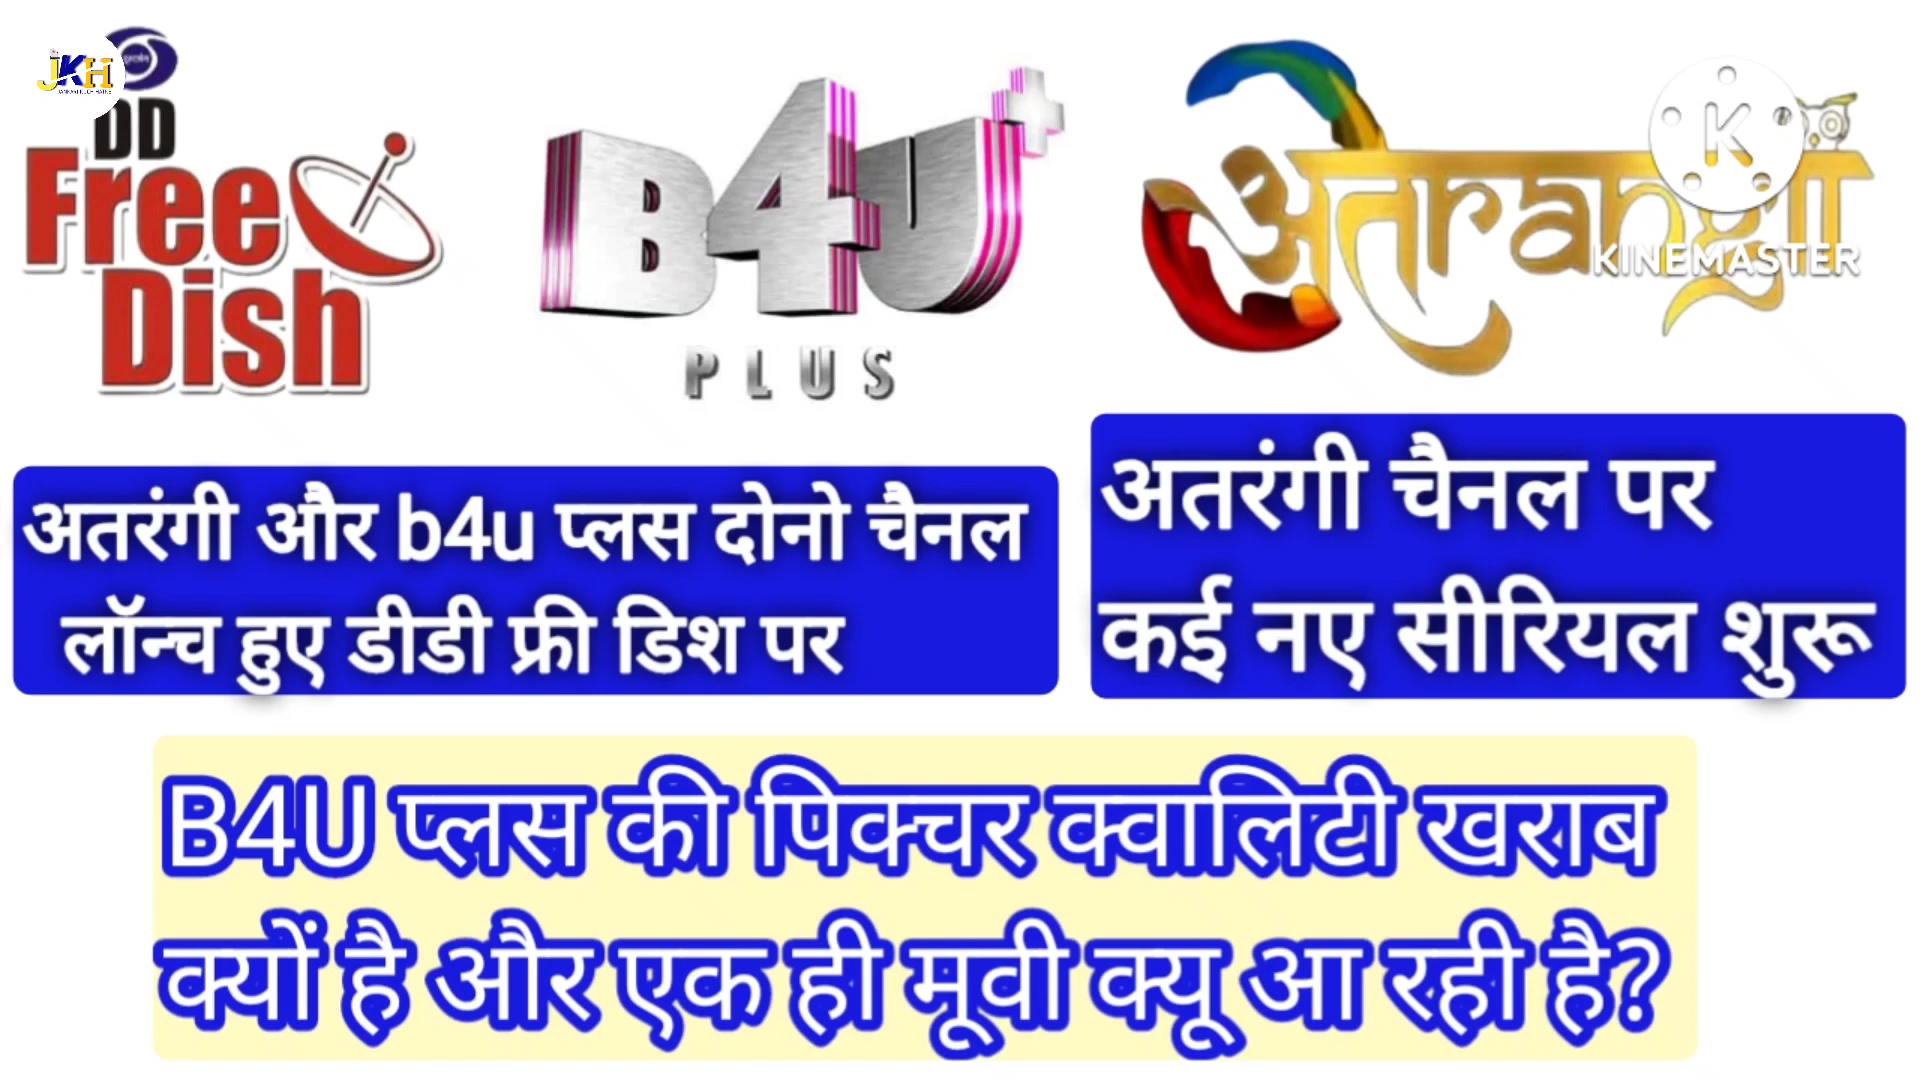 JKH
DD
Free
Dish
B4U+
PLUS
अतrangी
K
KINEMASTER
अतरंगी और b4u प्लस दोनो चैनल
लॉन्च हुए डीडी फ्री डिश पर
अतरंगी चैनल पर
कई नए सीरियल शुरू
B4U प्लस की पिक्चर क्वालिटी खराब
क्यों है और एक ही मूवी क्यू आ रही है?